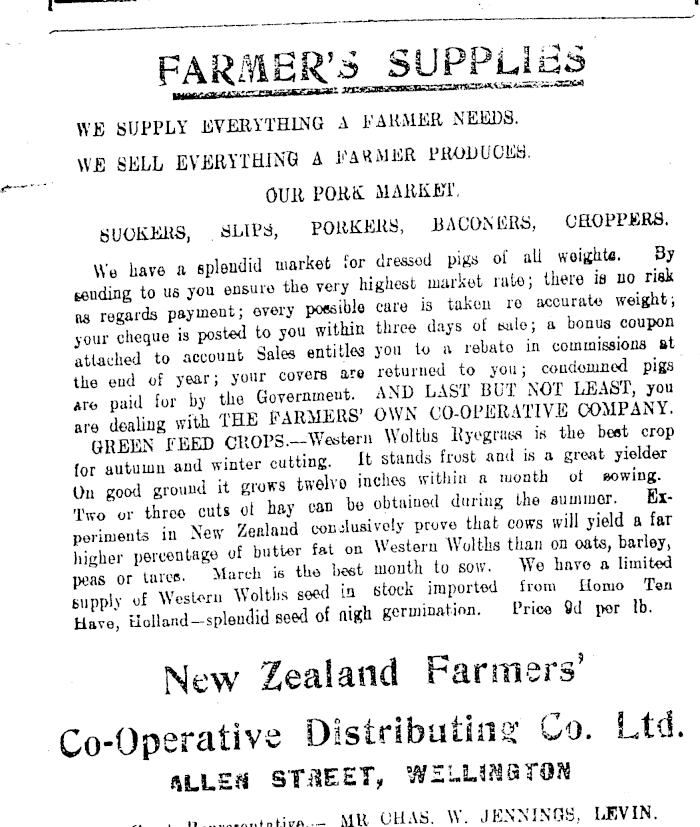 FARMER'S SUPPLIES
WE SUPPLY EVERYTHING A FARMER NEEDS.
WE SELL EVERYTHING A FARMER PRODUCES.
OUR PORK MARKET.
SUCKERS, SLIPS, PORKERS, BACONERS, CHOPPERS.
We have a splendid market for dressed pigs of all weights. By
sending to us you ensure the very highest market rate; there is no risk
as regards payment; every possible care is taken re accurate weight;
your cheque is posted to you within three days of sale; a bonus coupon
attached to account Sales entitles you to a rebate in commissions at
the end of year; your covers are returned to you; condemned pigs
are paid for by the Government. AND LAST BUT NOT LEAST, you
are dealing with THE FARMERS' OWN CO-OPERATIVE COMPANY.
GREEN FEED CROPS.—Western Wolths Ryegrass is the best crop
for autumn and winter cutting. It stands frost and is a great yielder
On good ground it grows twelve inches within a month of sowing.
Two or three cuts of hay can be obtained during the summer. Ex-
periments in New Zealand conclusively prove that cows will yield a far
higher percentage of butter fat on Western Wolths than on oats, barley,
peas or tares. March is the best month to sow. We have a limited
supply of Western Wolths seed in stock imported from Homo Ten
Have, Holland—splendid seed of high germination. Price 9d per lb.
New Zealand Farmers'
Co-Operative Distributing Co. Ltd.
ALLEN STREET, WELLINGTON
Representative.— MR CHAS. W. JENNINGS, LEVIN.